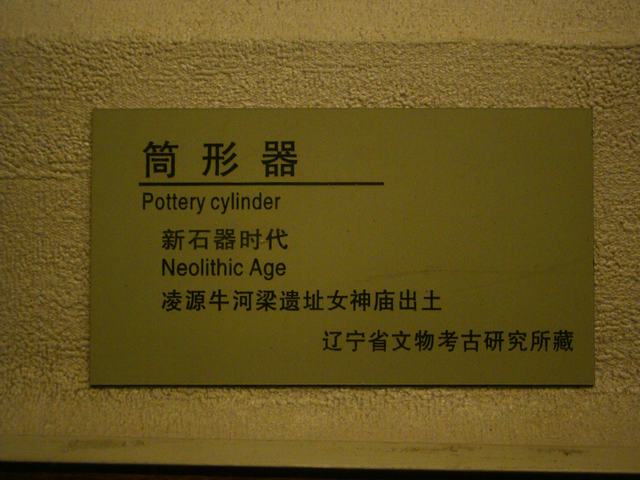 筒形器
Pottery cylinder
新石器时代
Neolithic Age
凌源牛河梁遗址女神庙出土
辽宁省文物考古研究所藏